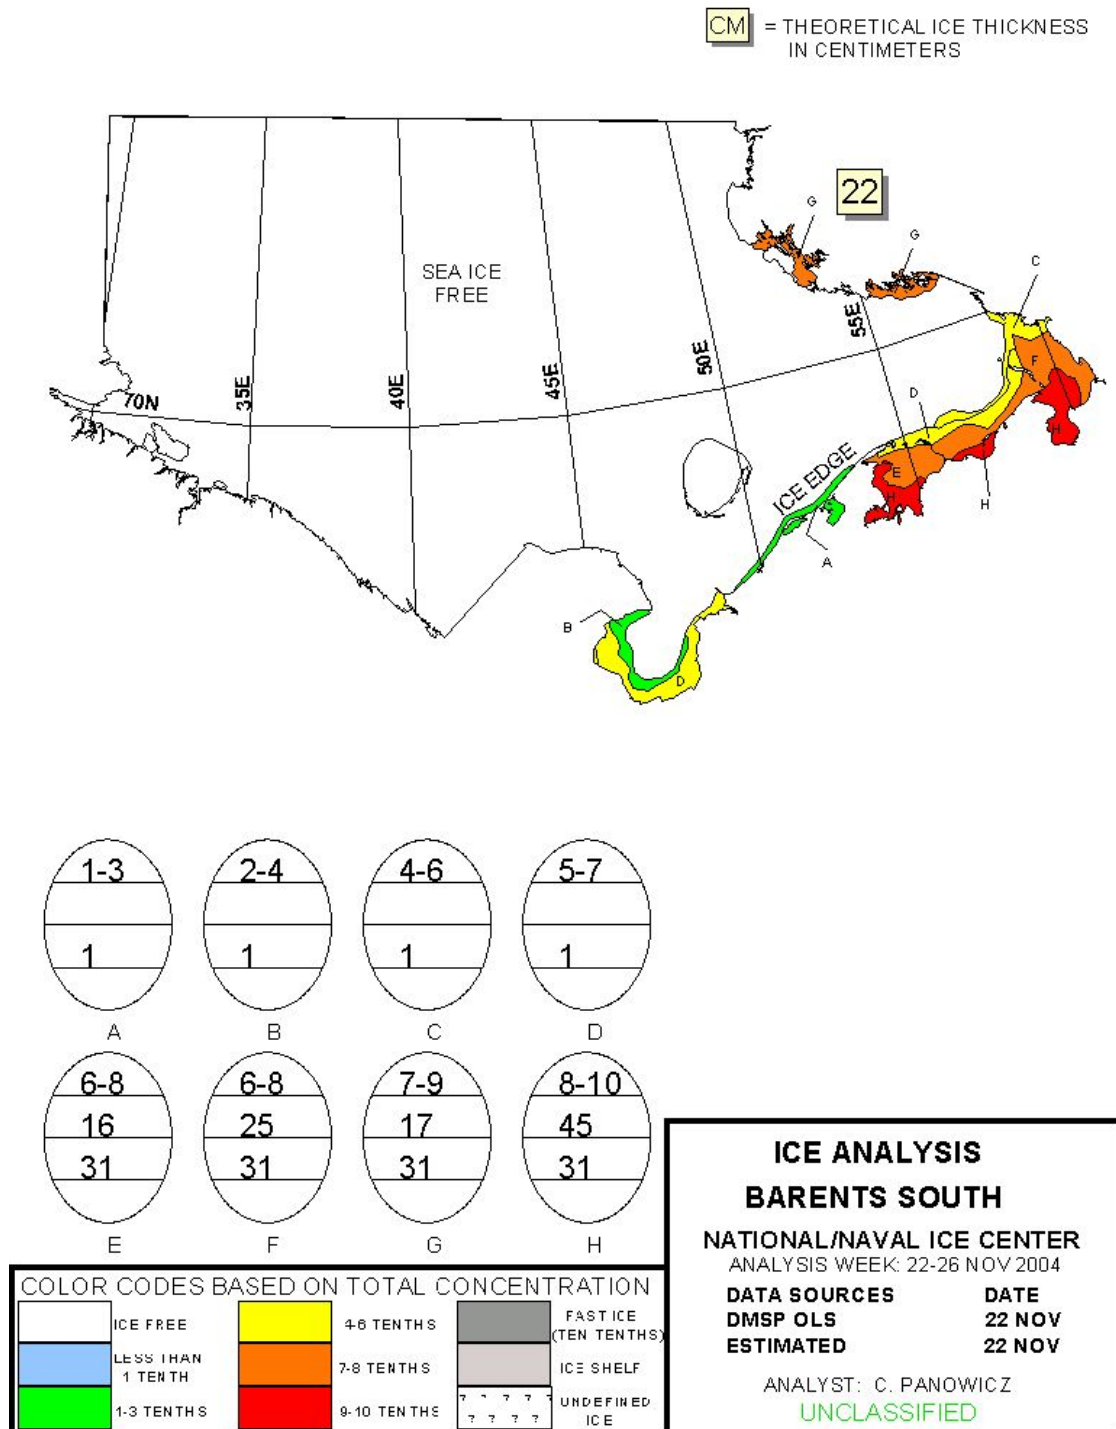 CM = THEORETICAL ICE THICKNESS
IN CENTIMETERS
22
G
G
C
SEA ICE
FREE
55E
50E
F
35E
40E
45E
70N
D
H
ICE EDGE
E
H
H
A
B
D
1-3
1
A
2-4
1
B
4-6
1
C
5-7
1
D
6-8
16
31
E
6-8
25
31
F
7-9
17
31
G
8-10
45
31
H
COLOR CODES BASED ON TOTAL CONCENTRATION
ICE FREE
LESS THAN
1 TENTH
1-3 TENTHS
4-6 TENTHS
7-8 TENTHS
9-10 TENTHS
FAST ICE
(TEN TENTHS)
ICE SHELF
? ? ? ? ?
? ? ? ?
UNDEFINED
ICE
ICE ANALYSIS
BARENTS SOUTH
NATIONAL/NAVAL ICE CENTER
ANALYSIS WEEK: 22-26 NOV 2004
DATA SOURCES DATE
DMSP OLS 22 NOV
ESTIMATED 22 NOV
ANALYST: C. PANOWICZ
UNCLASSIFIED